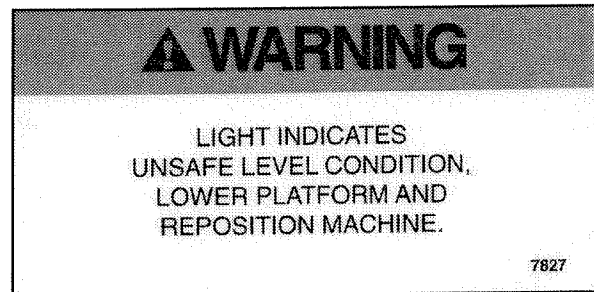 WARNING
LIGHT INDICATES
UNSAFE LEVEL CONDITION,
LOWER PLATFORM AND
REPOSITION MACHINE.
7827